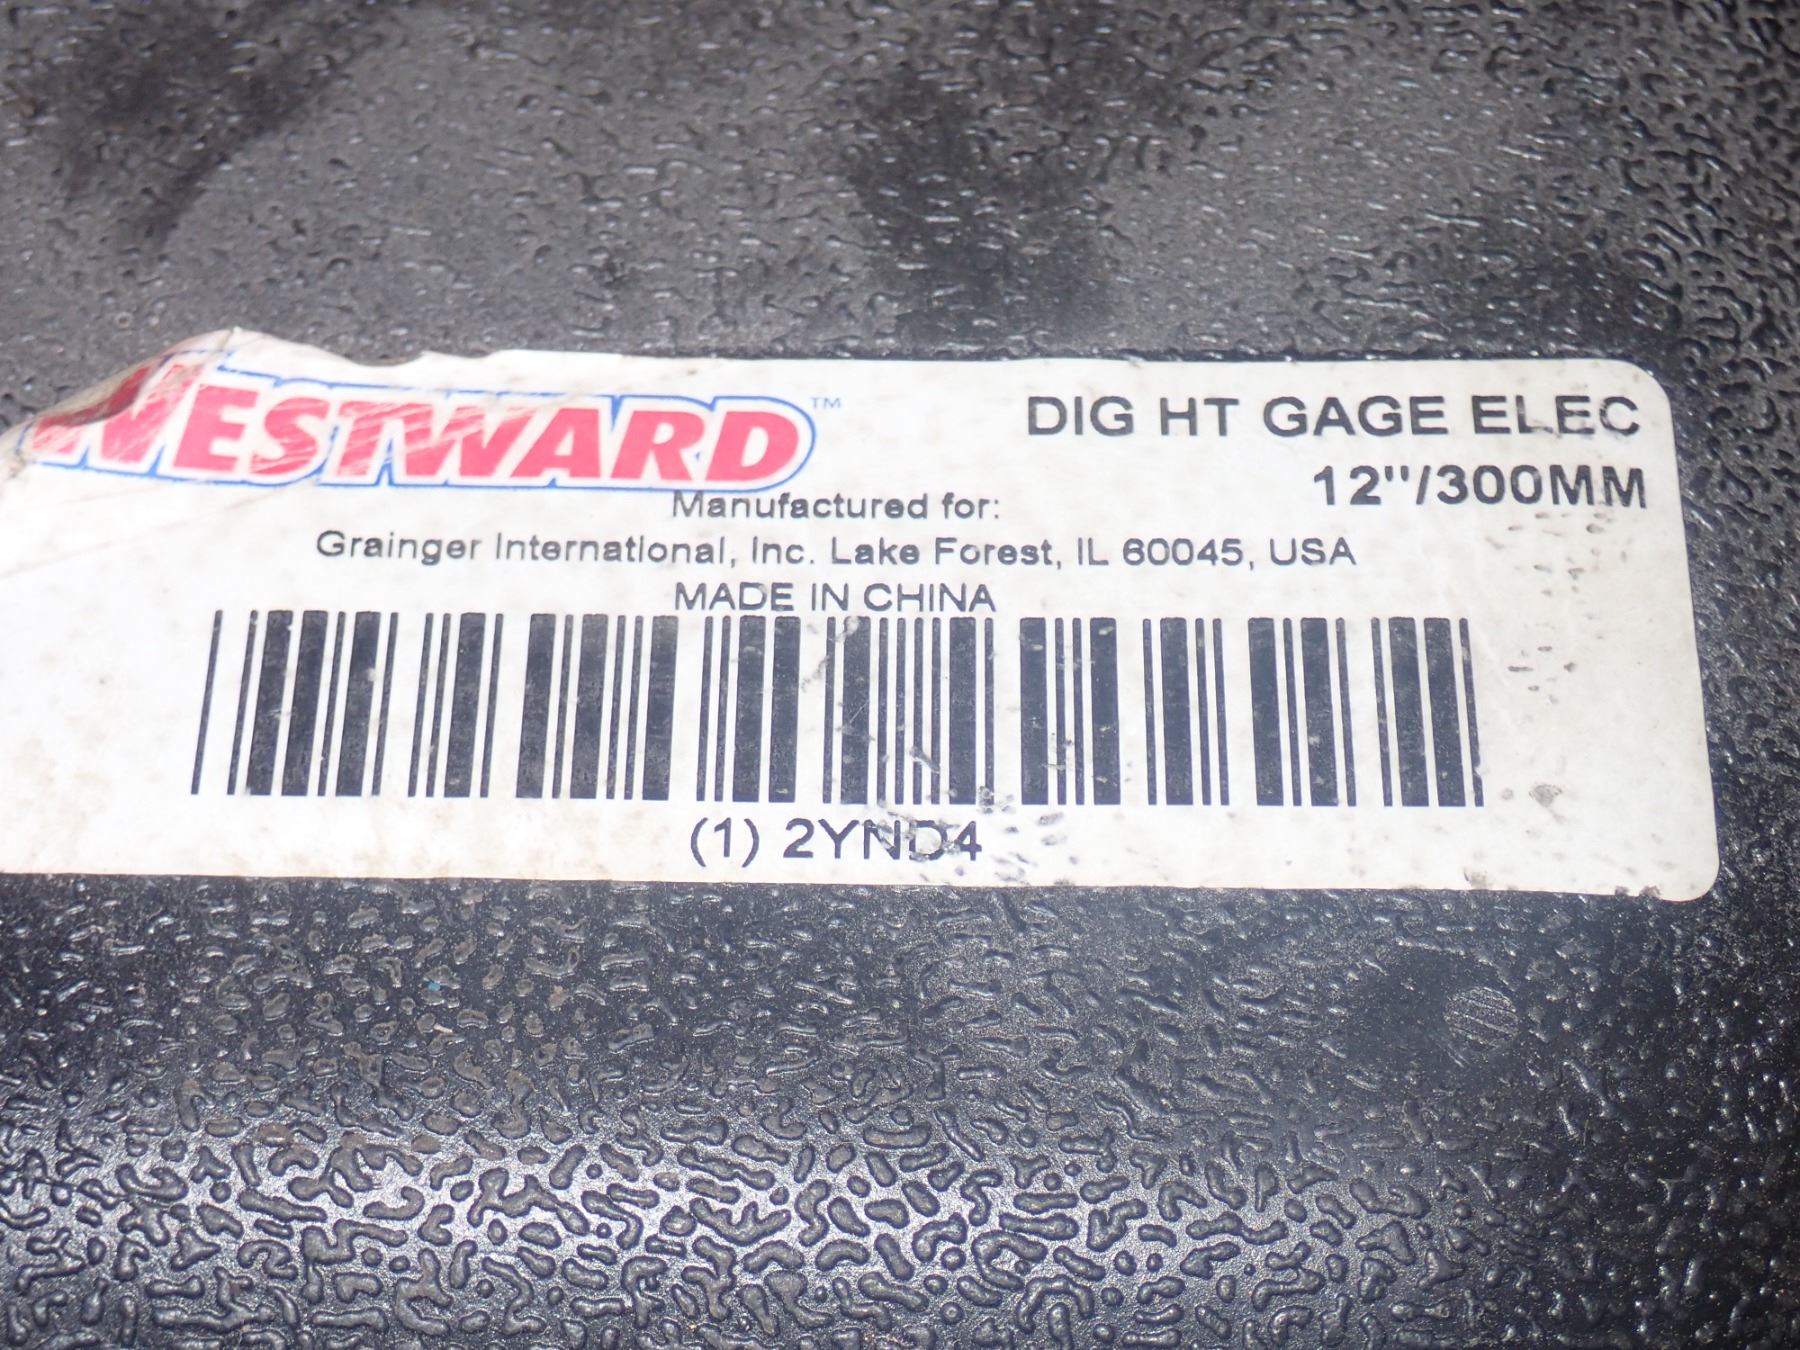 WESTWARD™
DIG HT GAGE ELEC
12"/300MM
Manufactured for:
Grainger International, Inc. Lake Forest, IL 60045, USA
MADE IN CHINA
(1) 2YND4